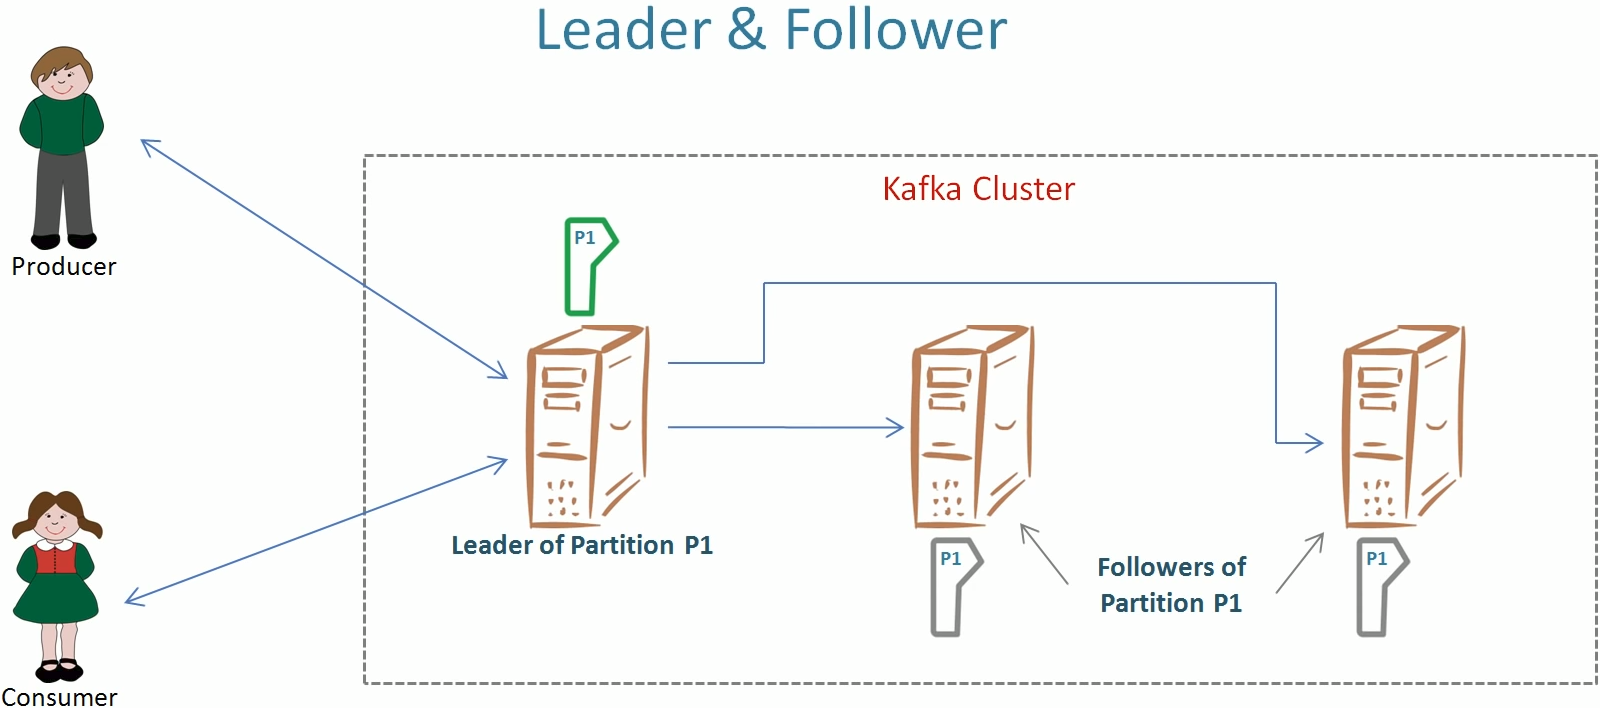 Leader & Follower
Producer
Kafka Cluster
P1
Leader of Partition P1
P1
Followers of
Partition P1
P1
Consumer